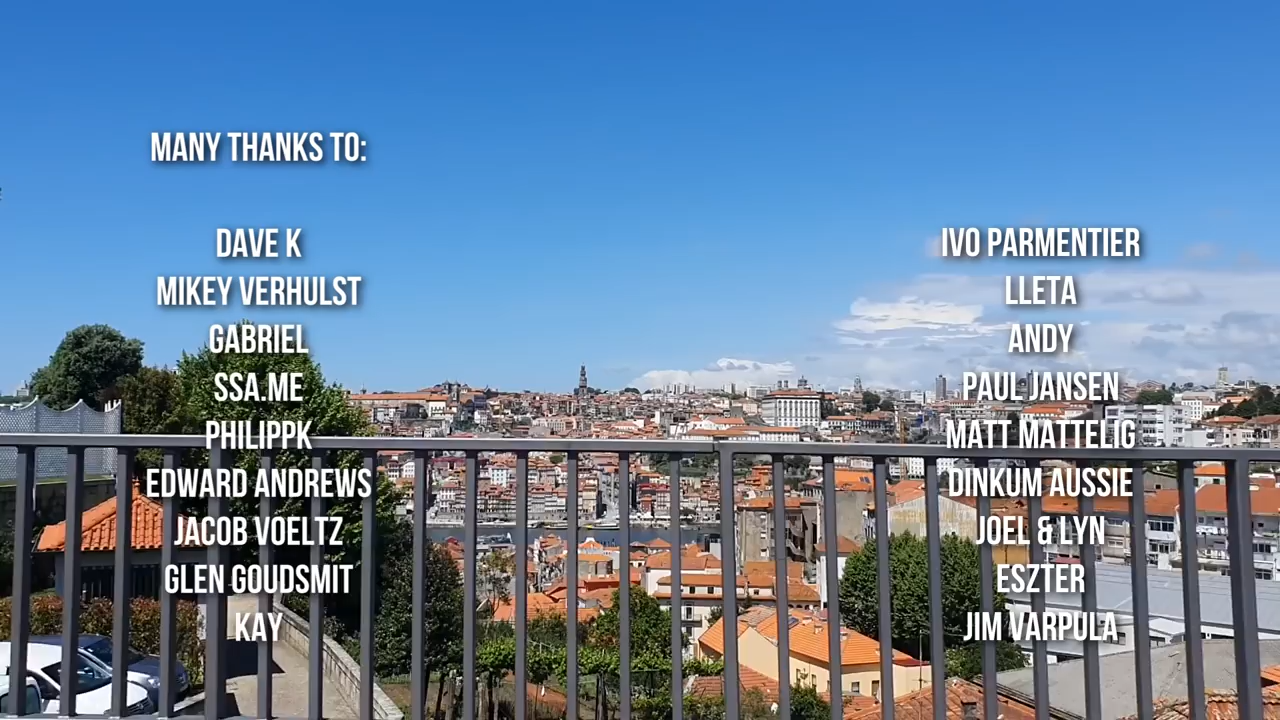 MANY THANKS TO:
DAVE K
MIKEY VERHULST
GABRIEL
SSA.ME
PHILIPPK
EDWARD ANDREWS
JACOB VOELTZ
GLEN GOUDSMIT
KAY
IVO PARMENTIER
LLETA
ANDY
PAUL JANSEN
MATT MATTELIG
DINKUM AUSSIE
JOEL & LYN
ESZTER
JIM VARPULA